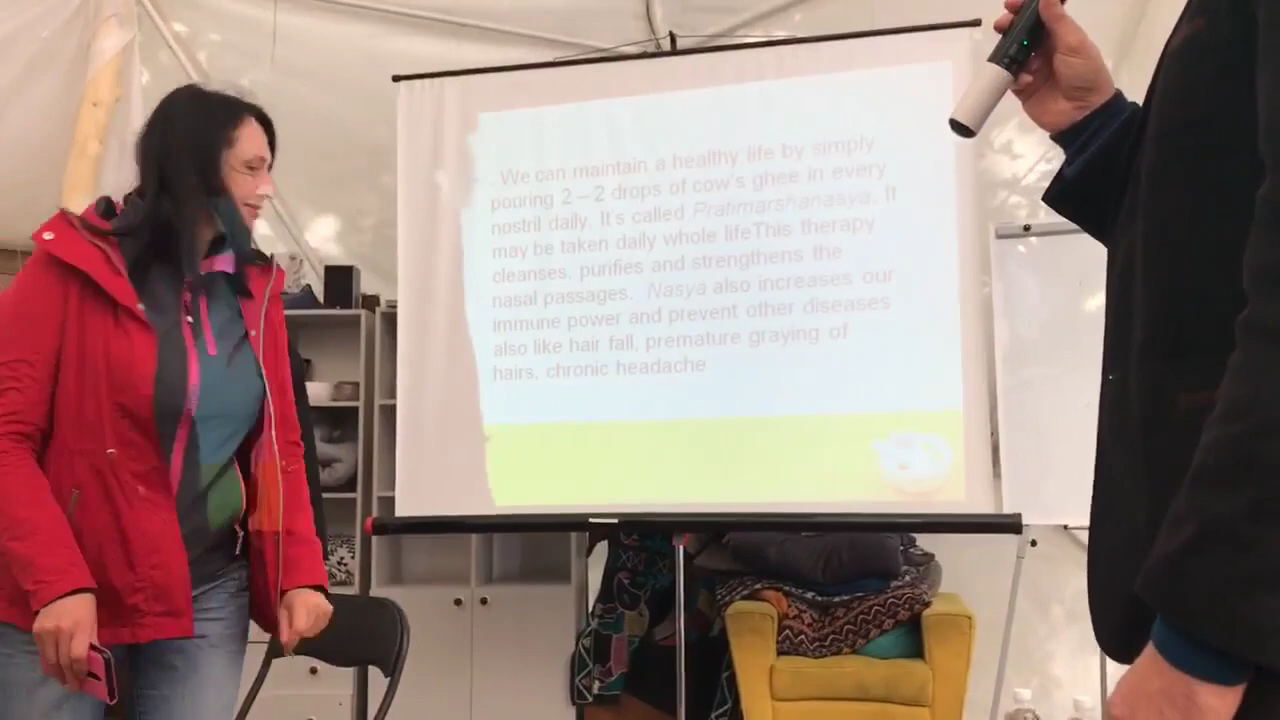 . We can maintain a healthy life by simply
pouring 2 – 2 drops of cow's ghee in every
nostril daily. It's called Pratimarshanasya. It
may be taken daily whole lifeThis therapy
cleanses, purifies and strengthens the
nasal passages. Nasya also increases our
immune power and prevent other diseases
also like hair fall, premature graying of
hairs, chronic headache